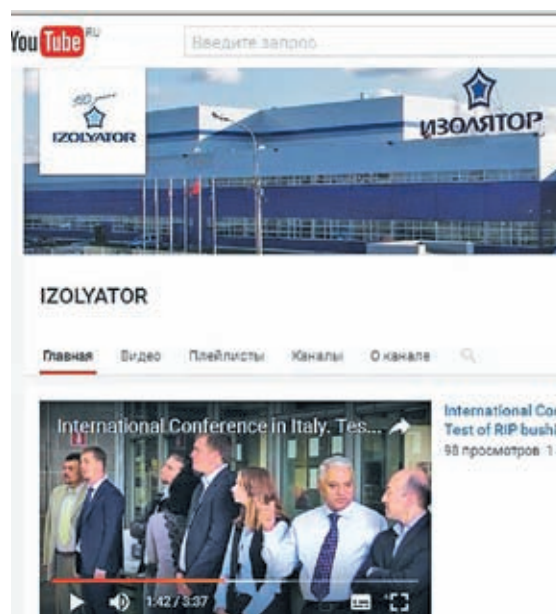 YouTube RU
Введите запрос
IZOLYATOR
ИЗОЛЯТОР
IZOLYATOR
Главная Видео Плейлисты Каналы О канале
International Conference in Italy. Tes...
International Co
Test of RIP bushi
98 просмотров 1
1:42 / 3:37